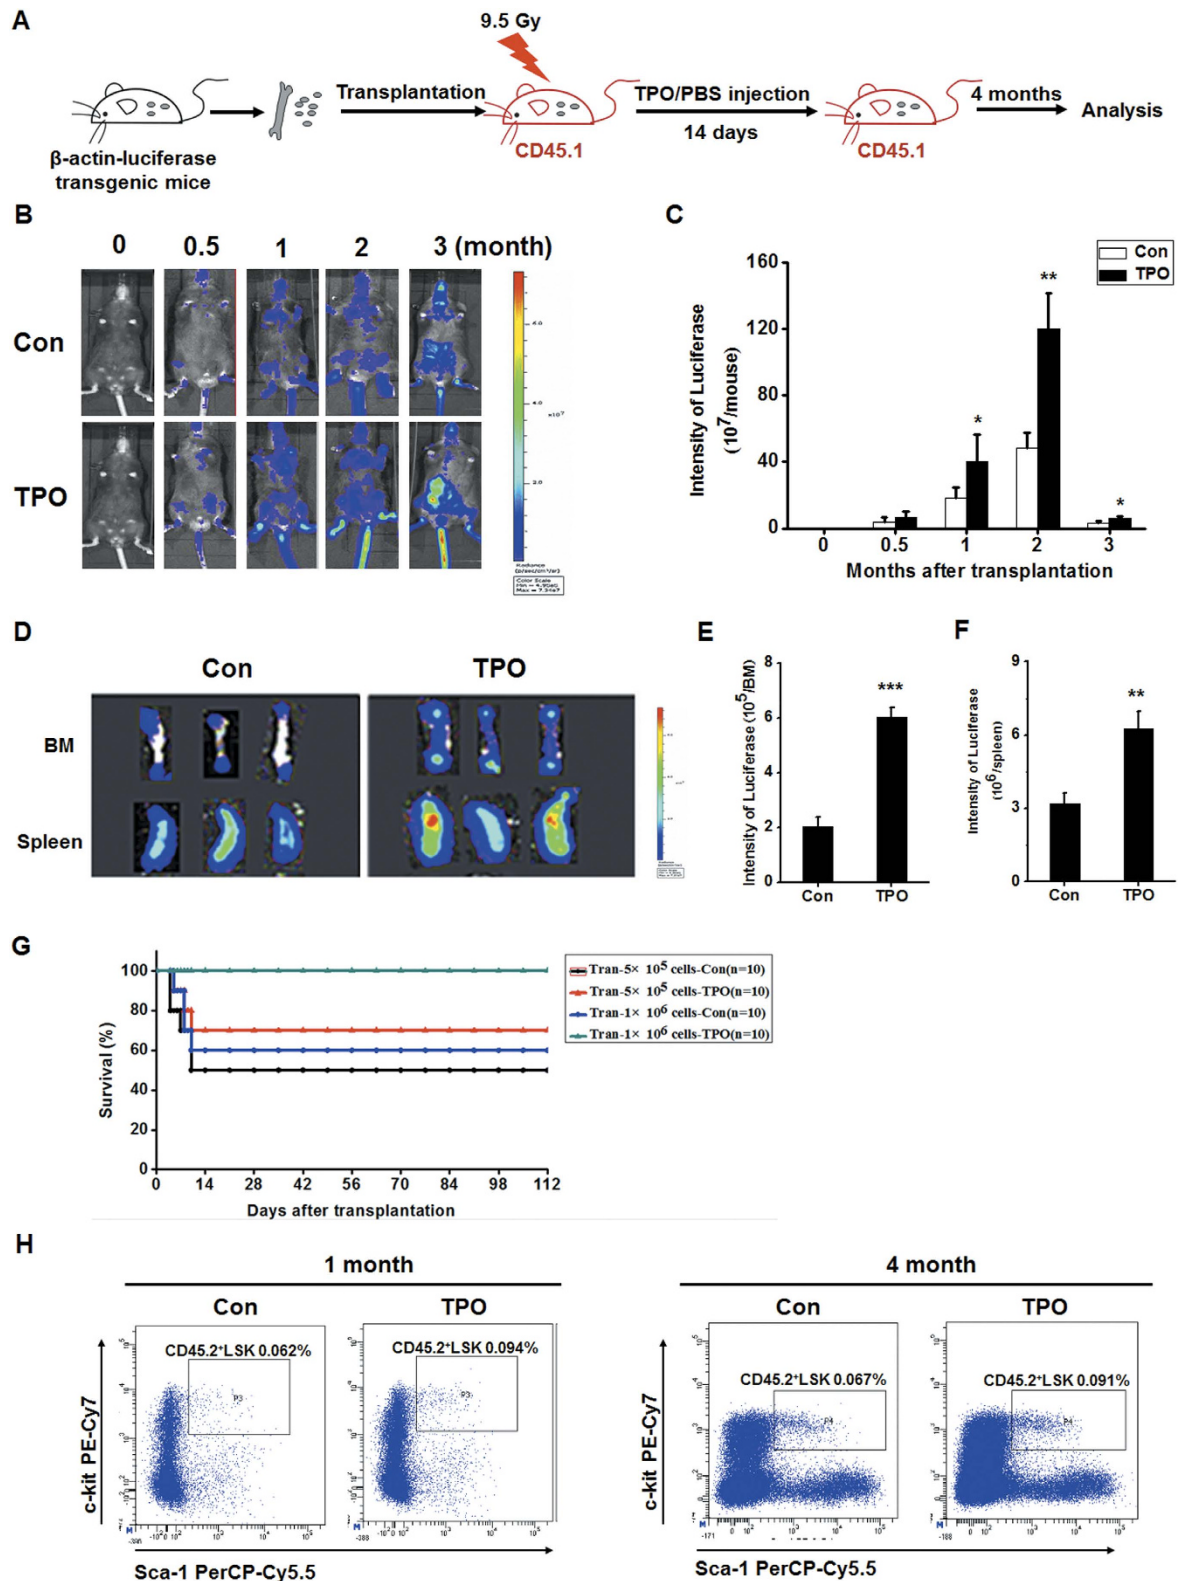 A
9.5 Gy
Transplantation
TPO/PBS injection
14 days
4 months
Analysis
β-actin-luciferase
transgenic mice
CD45.1
CD45.1
B
0 0.5 1 2 3 (month)
Con
TPO
C
Con
TPO
160
120
80
40
0
Intensity of Luciferase
(10⁷/mouse)
*
**
*
0 0.5 1 2 3
Months after transplantation
D
Con TPO
BM
Spleen
E
Intensity of Luciferase (10⁵/BM)
8
6
4
2
0
***
Con TPO
F
Intensity of Luciferase
(10⁶/spleen)
9
6
3
0
**
Con TPO
G
Survival (%)
100
80
60
40
20
0
0 14 28 42 56 70 84 98 112
Days after transplantation
Tran-5× 10⁵ cells-Con(n=10)
Tran-5× 10⁵ cells-TPO(n=10)
Tran-1× 10⁶ cells-Con(n=10)
Tran-1× 10⁶ cells-TPO(n=10)
H
1 month
Con TPO
CD45.2⁺LSK 0.062%
P3
CD45.2⁺LSK 0.094%
P3
4 month
Con TPO
CD45.2⁺LSK 0.067%
P4
CD45.2⁺LSK 0.091%
P4
c-kit PE-Cy7
Sca-1 PerCP-Cy5.5
c-kit PE-Cy7
Sca-1 PerCP-Cy5.5